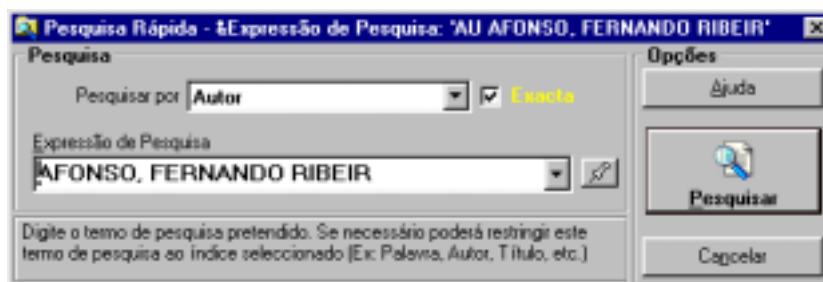 Pesquisa Rápida - &Expressão de Pesquisa: "AU AFONSO, FERNANDO RIBEIR"
Pesquisa
Pesquisar por Autor Exacta
Expressão de Pesquisa
AFONSO, FERNANDO RIBEIR
Digite o termo de pesquisa pretendido. Se necessário poderá restringir este
termo de pesquisa ao índice seleccionado (Ex: Palavra, Autor, Título, etc.)
Opções
Ajuda
Pesquisar
Cancelar